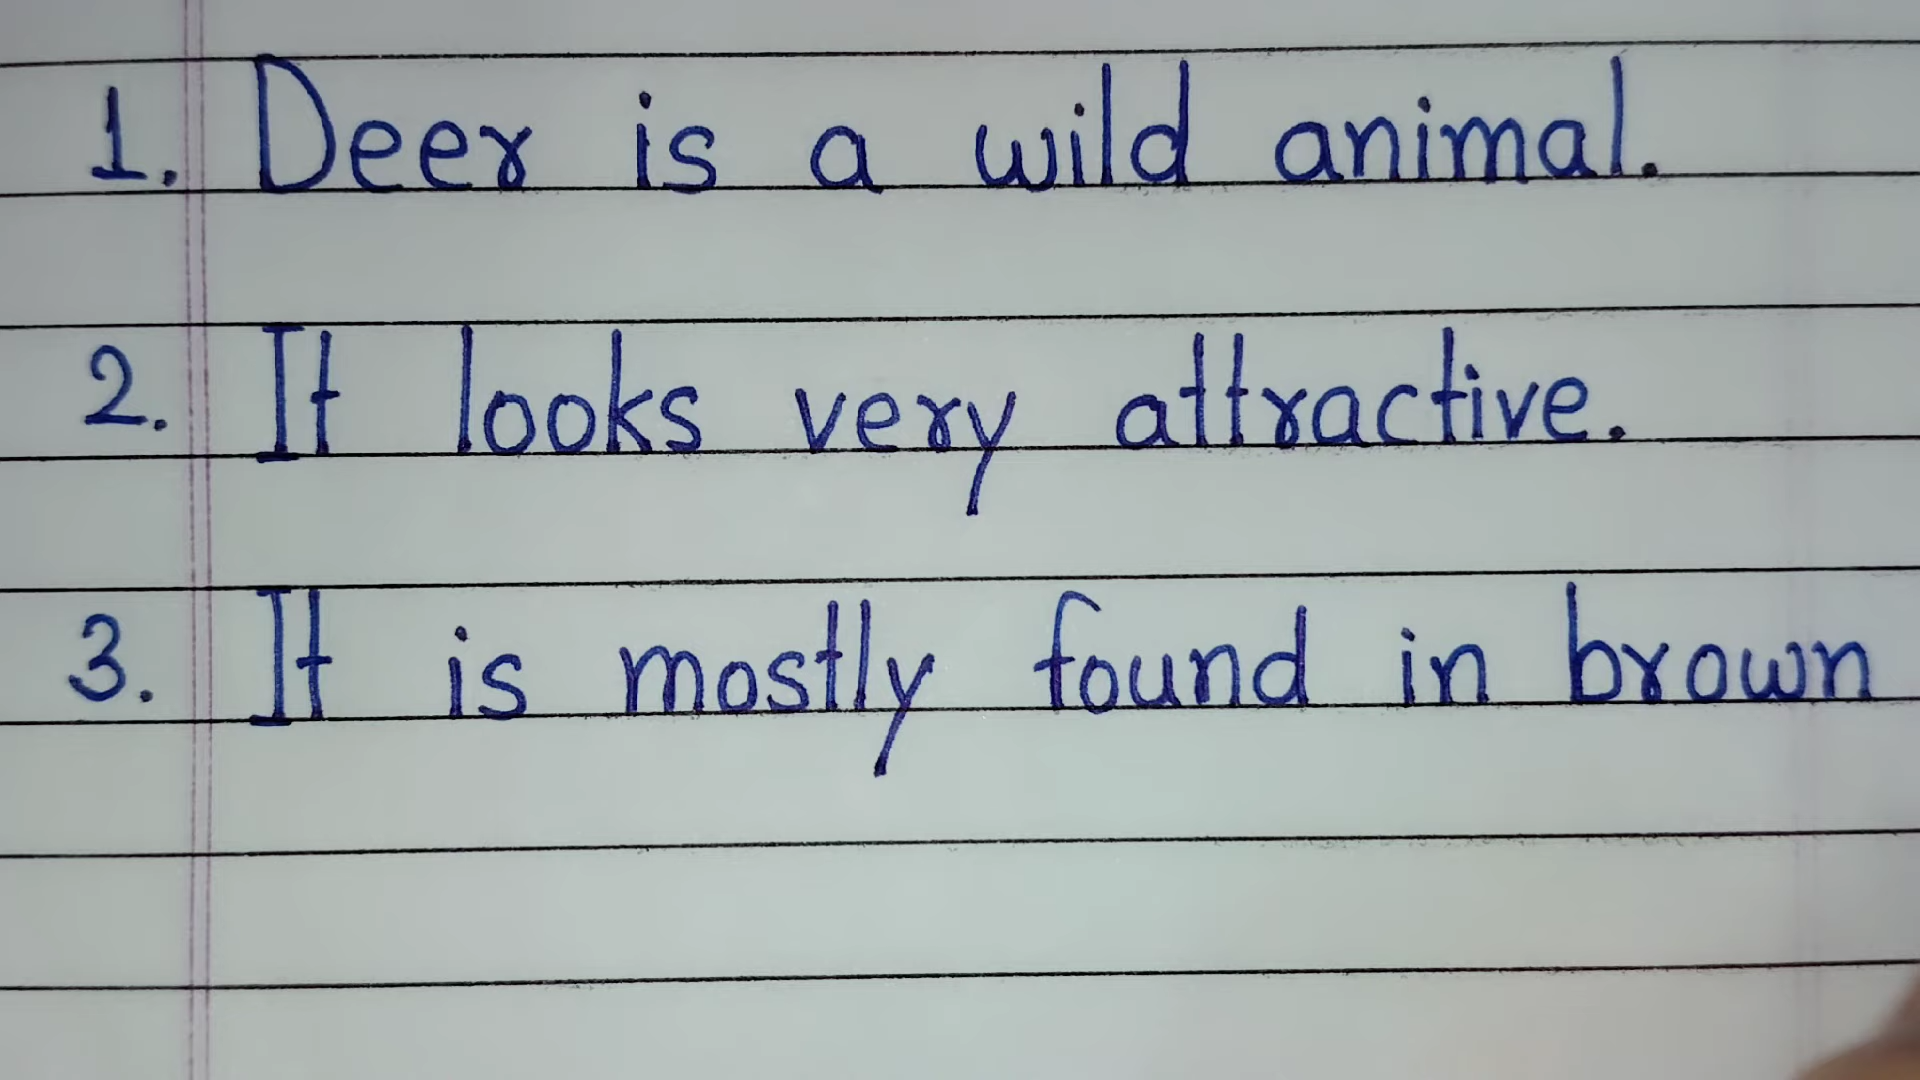 1. Deer is a wild animal.
2. It looks very attractive.
3. It is mostly found in brown